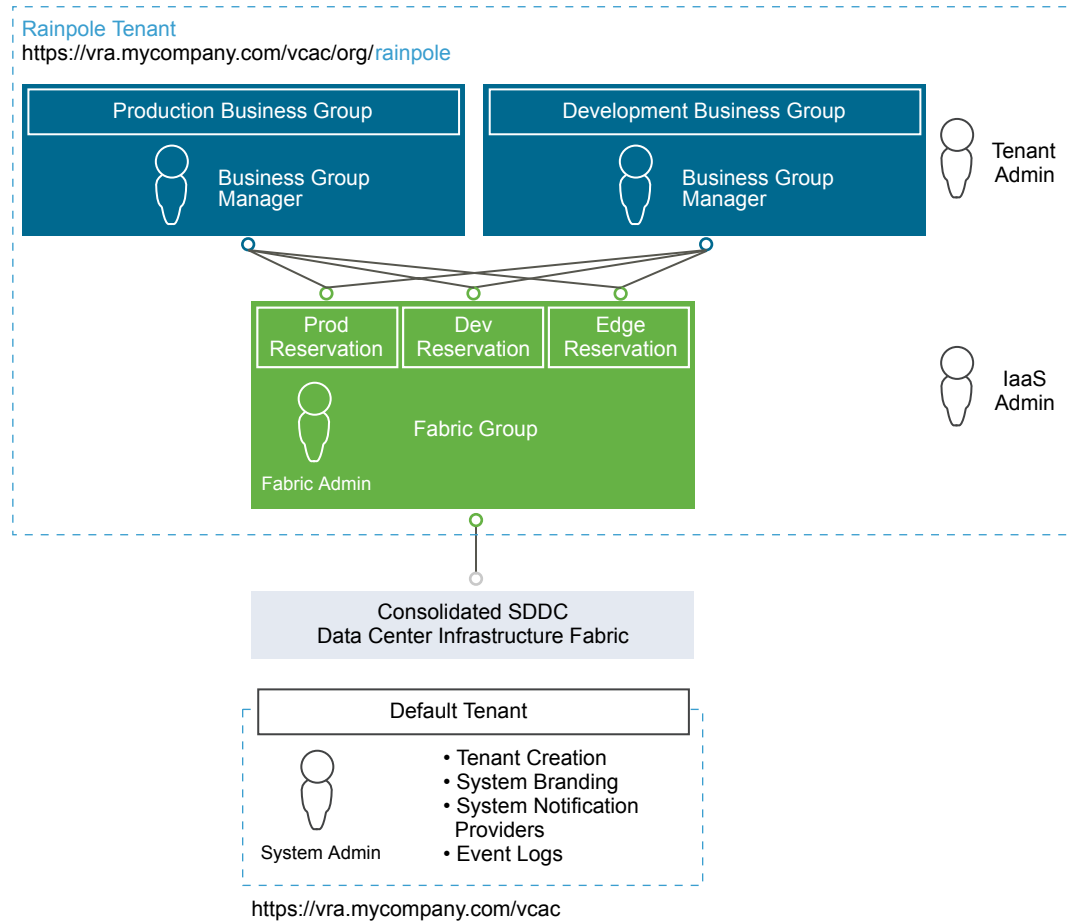 Rainpole Tenant
https://vra.mycompany.com/vcac/org/rainpole
Production Business Group
Development Business Group
Business Group
Manager
Business Group
Manager
Tenant
Admin
Prod
Reservation
Dev
Reservation
Edge
Reservation
IaaS
Admin
Fabric Group
Fabric Admin
Consolidated SDDC
Data Center Infrastructure Fabric
Default Tenant
• Tenant Creation
• System Branding
• System Notification
Providers
• Event Logs
System Admin
https://vra.mycompany.com/vcac